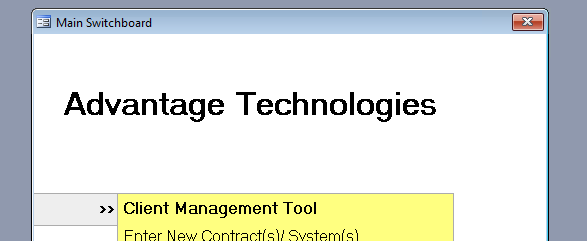 Main Switchboard
Advantage Technologies
>> Client Management Tool
Enter New Contract(s)/ System(s)